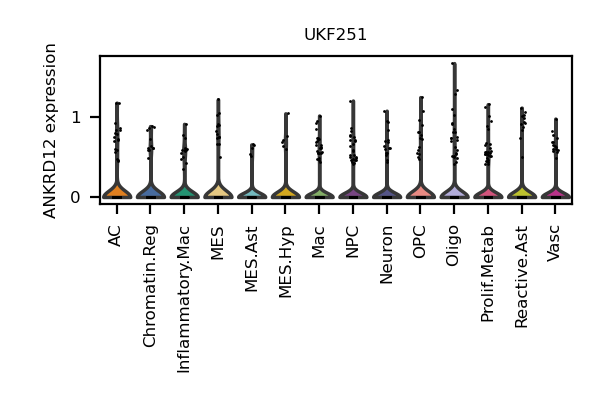 UKF251
ANKRD12 expression
1
0
AC
Chromatin.Reg
Inflammatory.Mac
MES
MES.Ast
MES.Hyp
Mac
NPC
Neuron
OPC
Oligo
Prolif.Metab
Reactive.Ast
Vasc